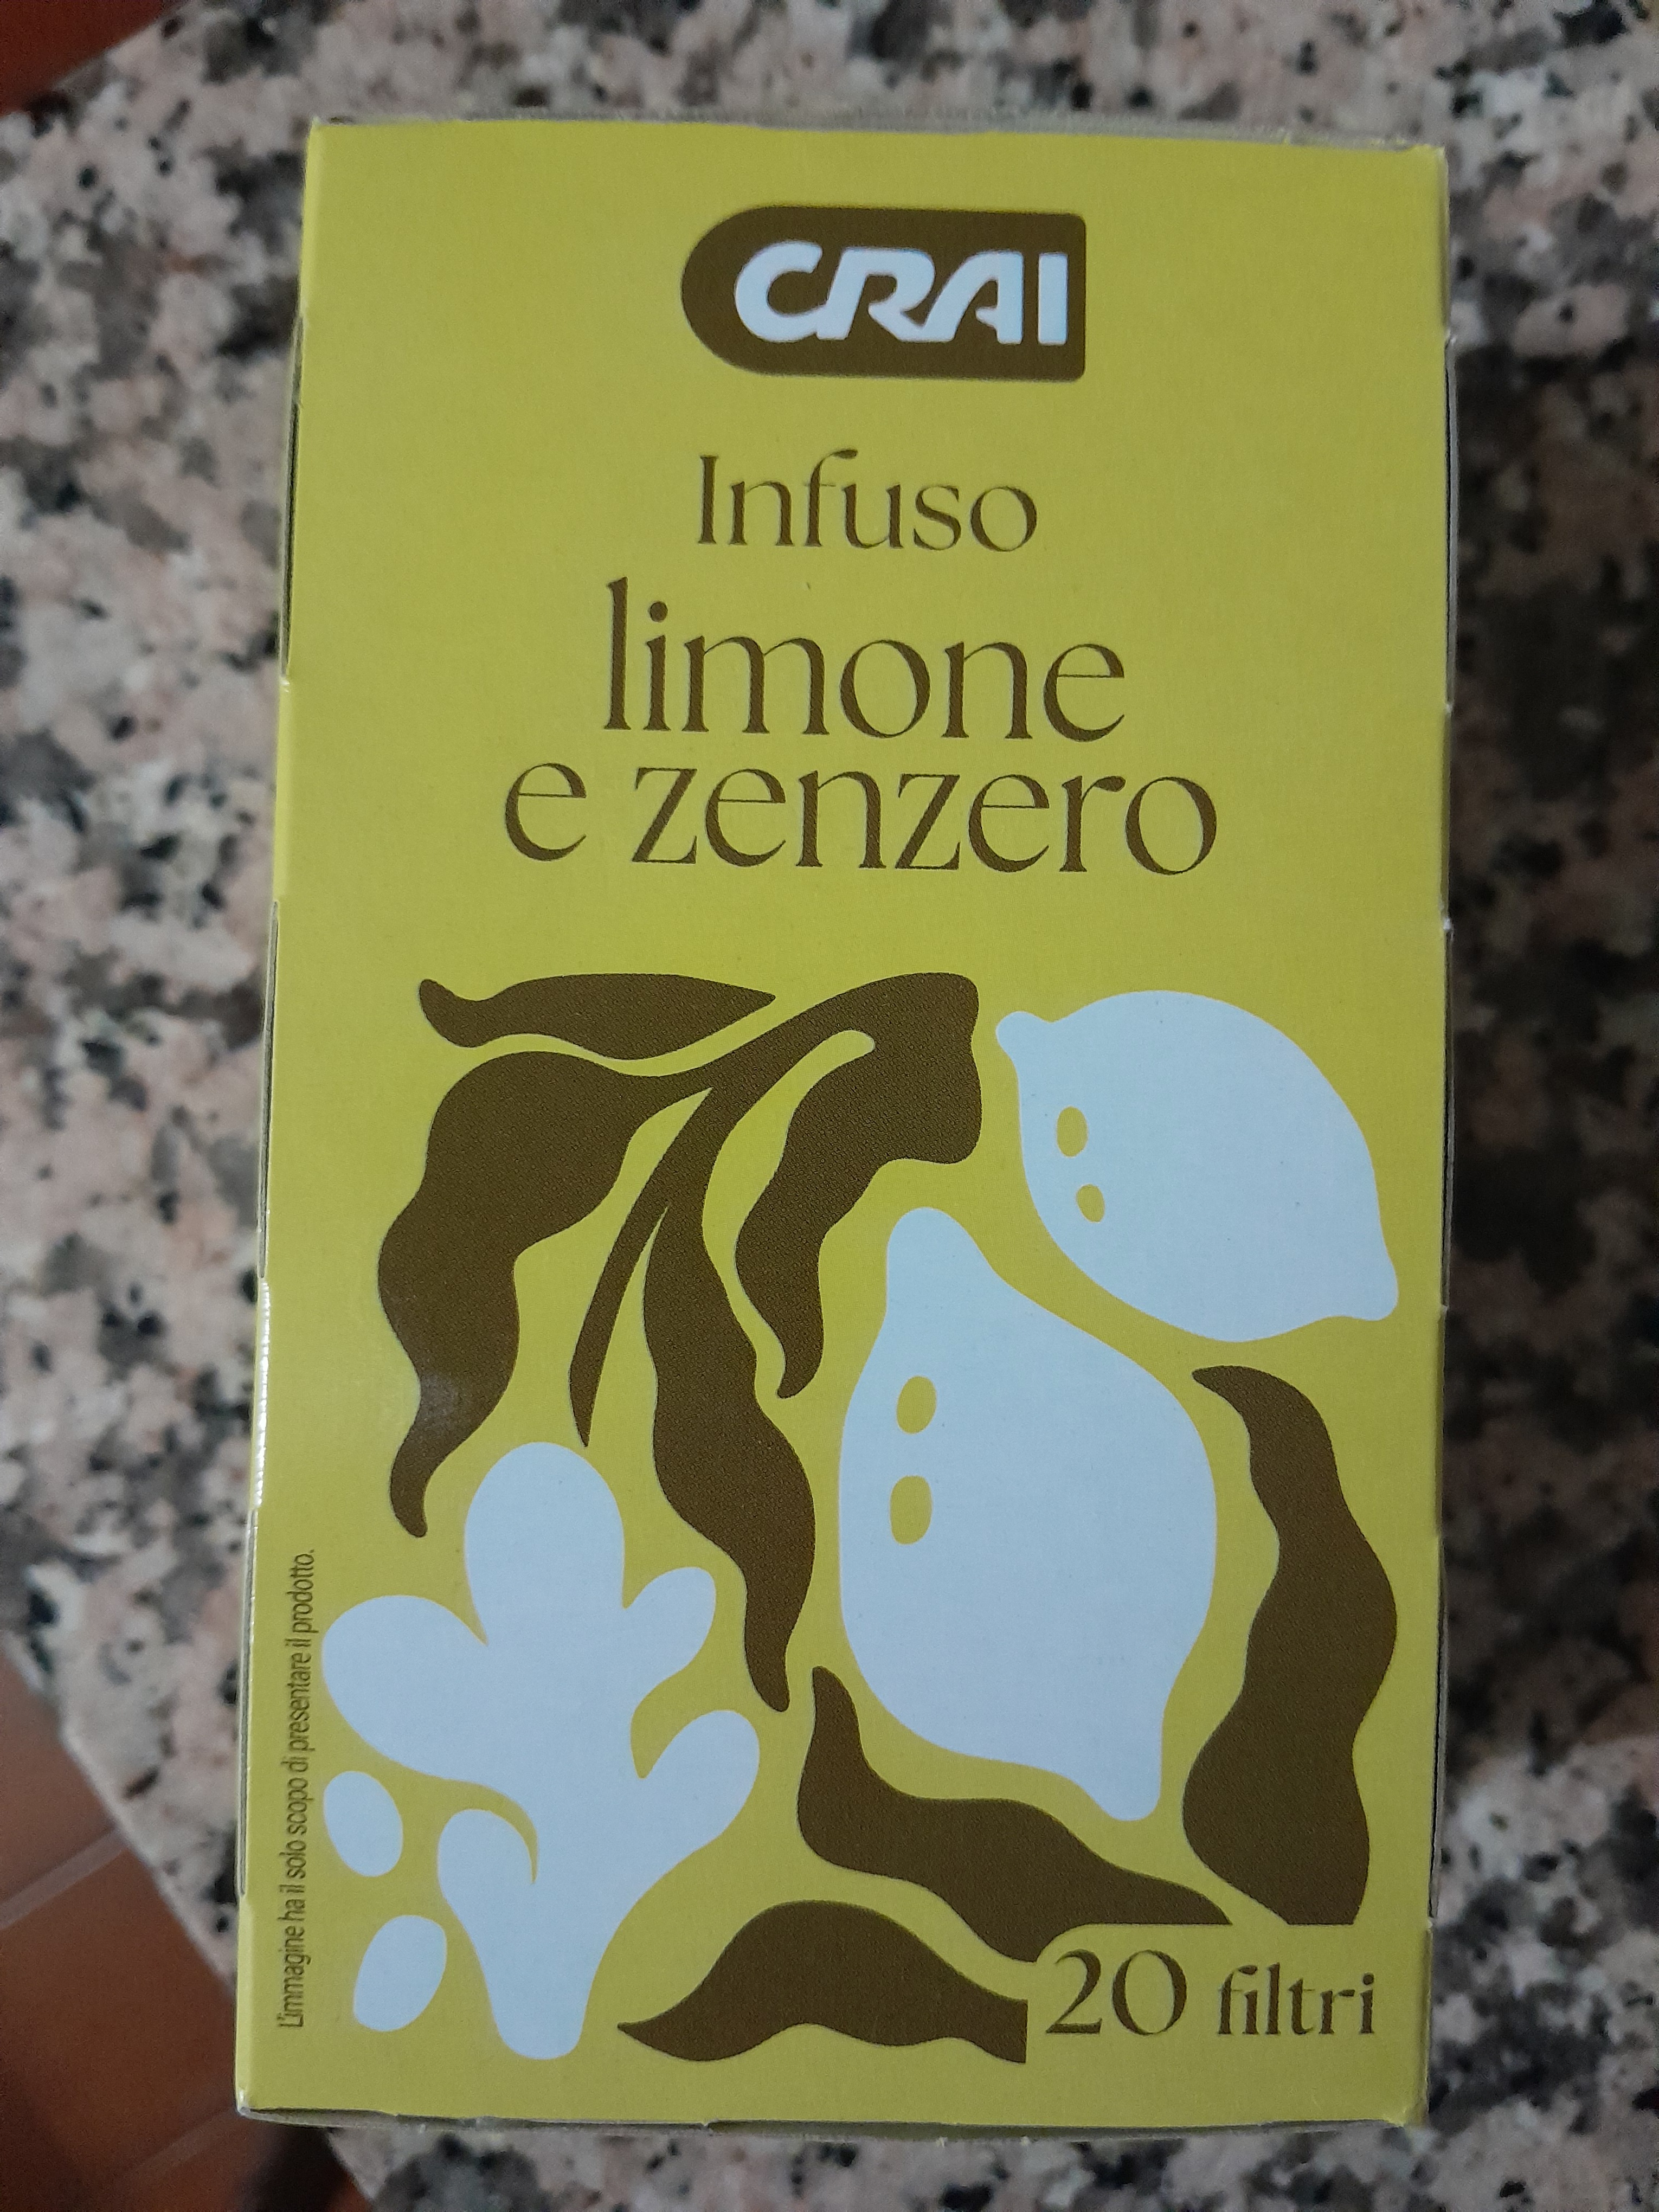 CRAI
Infuso
limone
e zenzero
L'immagine ha il solo scopo di presentare il prodotto.
20 filtri